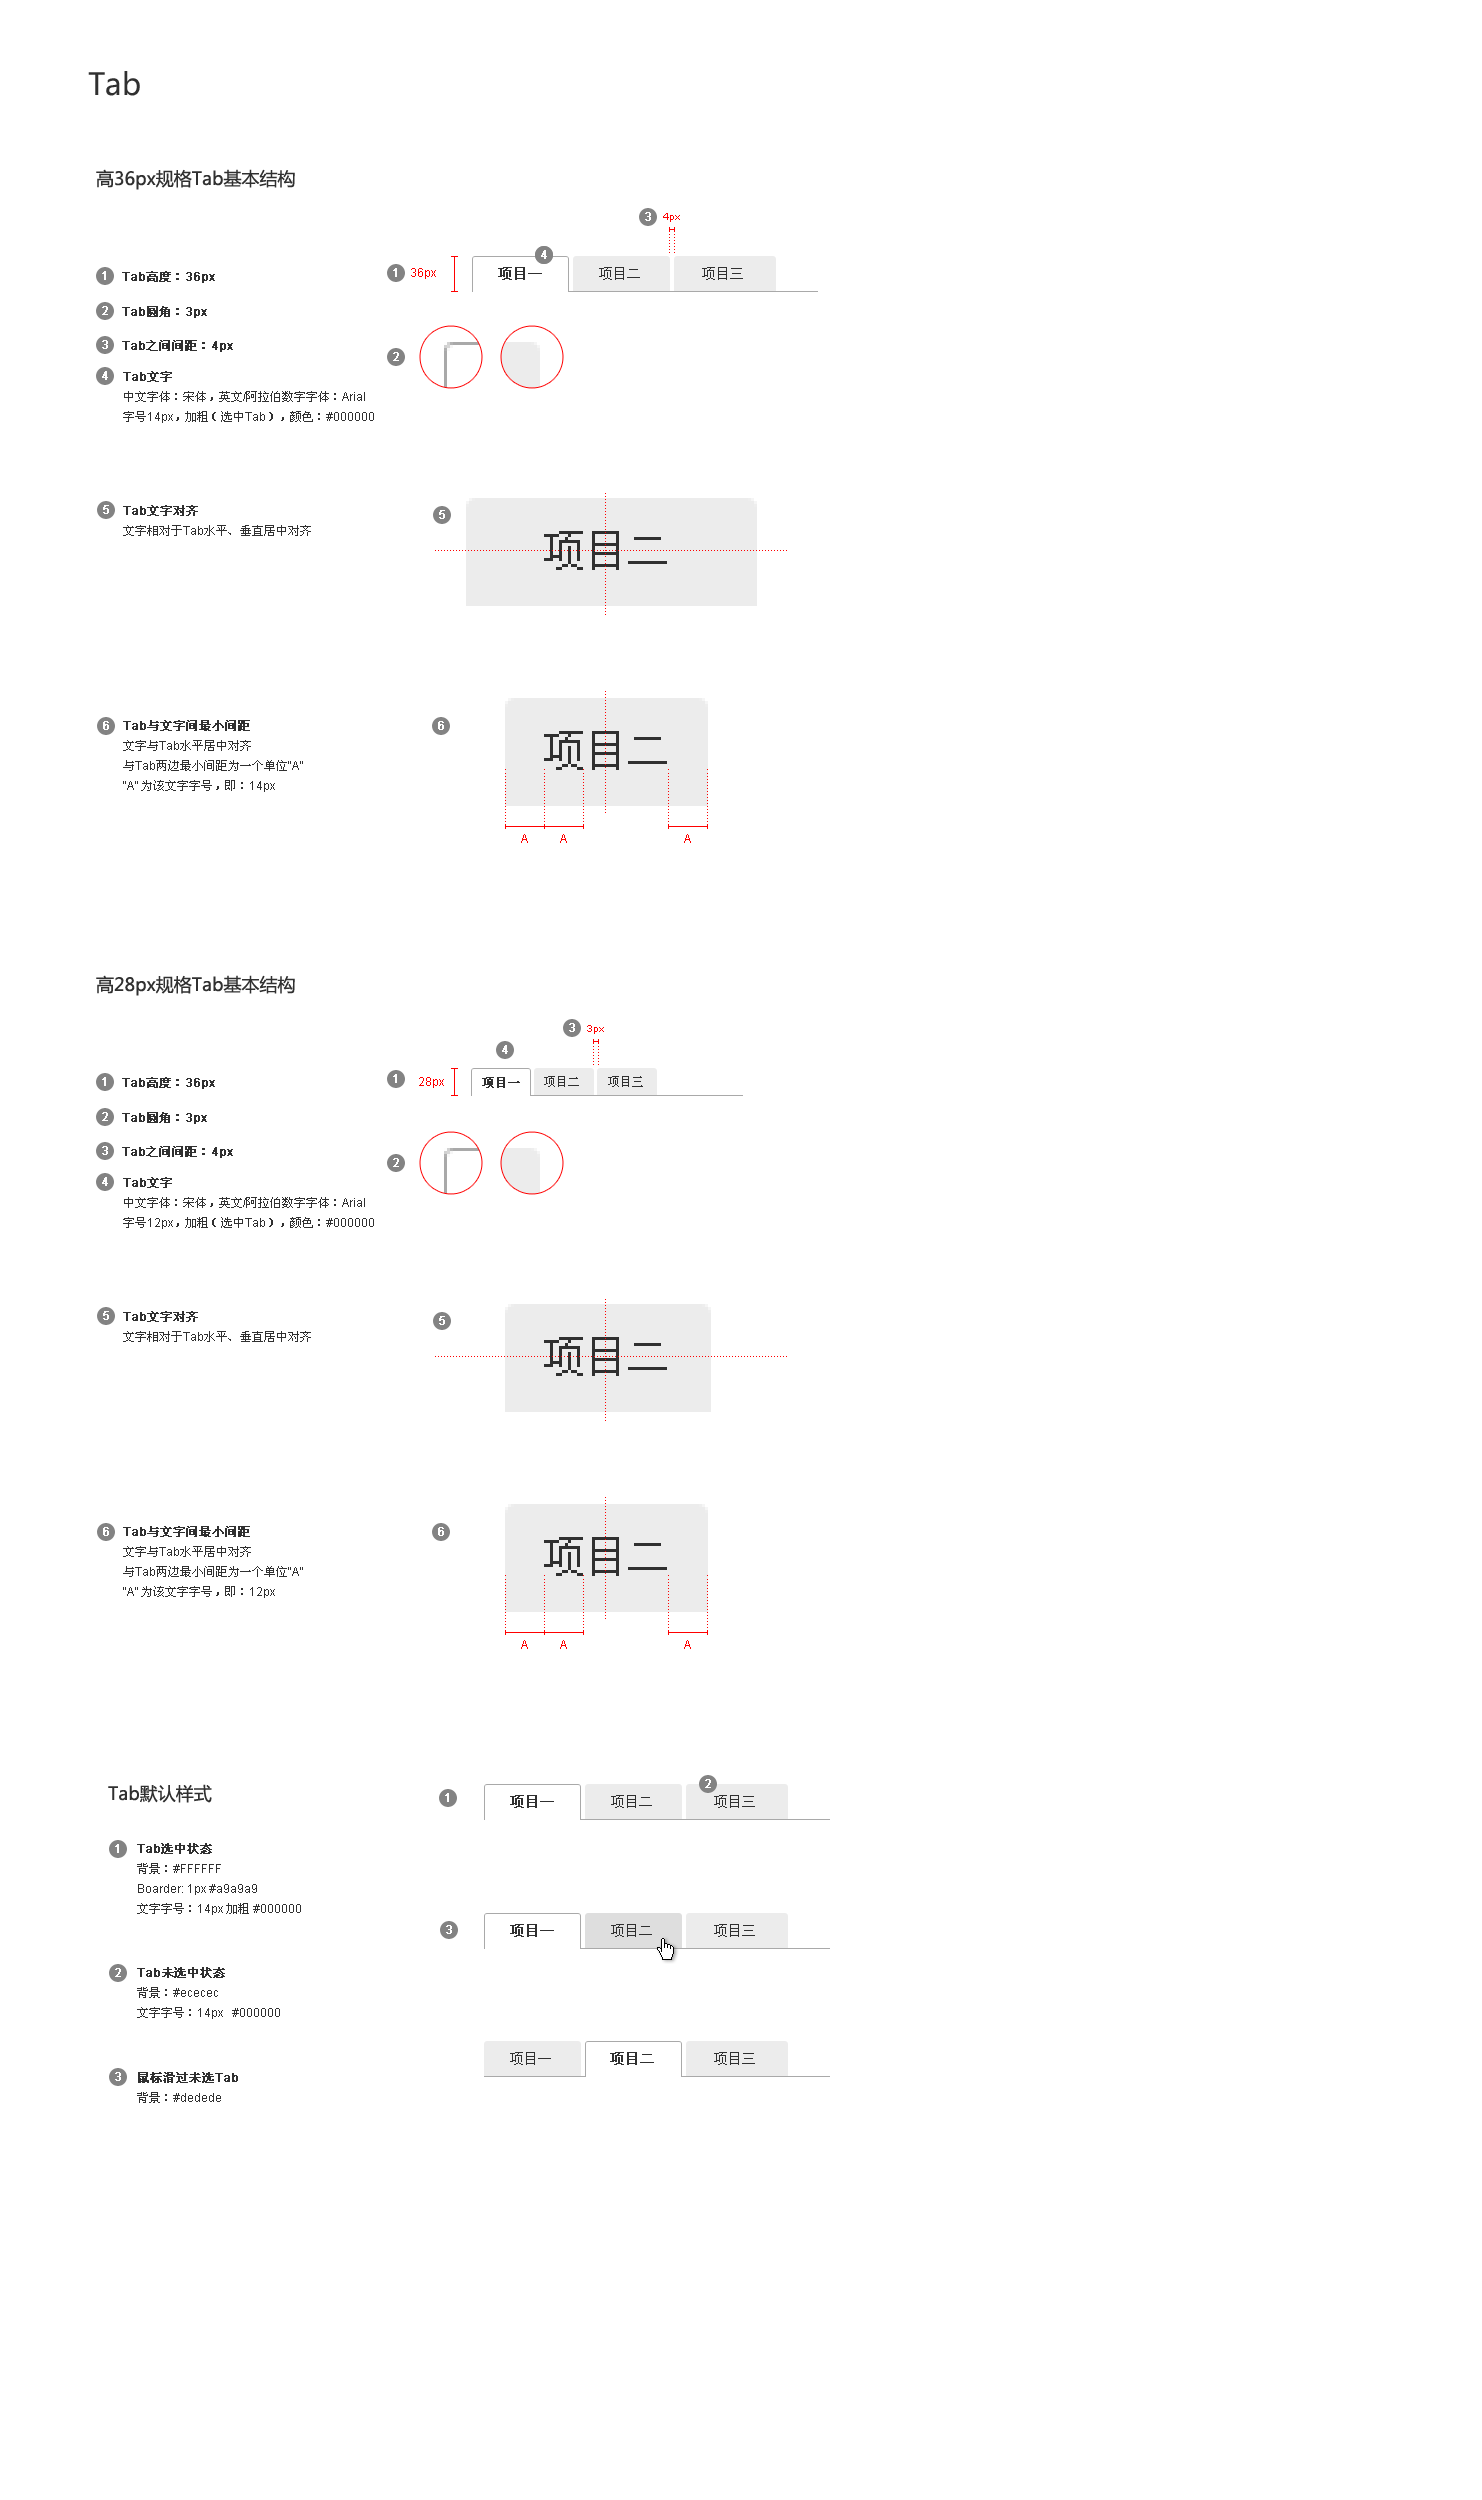 Tab
高36px规格Tab基本结构
3 4px
1 Tab高度：36px
1 36px 项目一 4 项目二 项目三
2 Tab圆角：3px
3 Tab之间间距：4px
2
4 Tab文字
中文字体：宋体，英文/阿拉伯数字字体：Arial
字号14px，加粗（选中Tab），颜色：#000000
5 Tab文字对齐
文字相对于Tab水平、垂直居中对齐
5
项目二
6 Tab与文字间最小间距
文字与Tab水平居中对齐
与Tab两边最小间距为一个单位"A"
"A"为该文字字号，即：14px
6
项目二
A A A
高28px规格Tab基本结构
3 3px
4
1 Tab高度：36px
1 28px 项目一 项目二 项目三
2 Tab圆角：3px
3 Tab之间间距：4px
2
4 Tab文字
中文字体：宋体，英文/阿拉伯数字字体：Arial
字号12px，加粗（选中Tab），颜色：#000000
5 Tab文字对齐
文字相对于Tab水平、垂直居中对齐
5
项目二
6 Tab与文字间最小间距
文字与Tab水平居中对齐
与Tab两边最小间距为一个单位"A"
"A"为该文字字号，即：12px
6
项目二
A A A
Tab默认样式
1 项目一 项目二 2 项目三
1 Tab选中状态
背景：#FFFFFF
Boarder: 1px #a9a9a9
文字字号：14px 加粗 #000000
3 项目一 项目二 项目三
2 Tab未选中状态
背景：#ececec
文字字号：14px #000000
项目一 项目二 项目三
3 鼠标滑过未选Tab
背景：#dedede